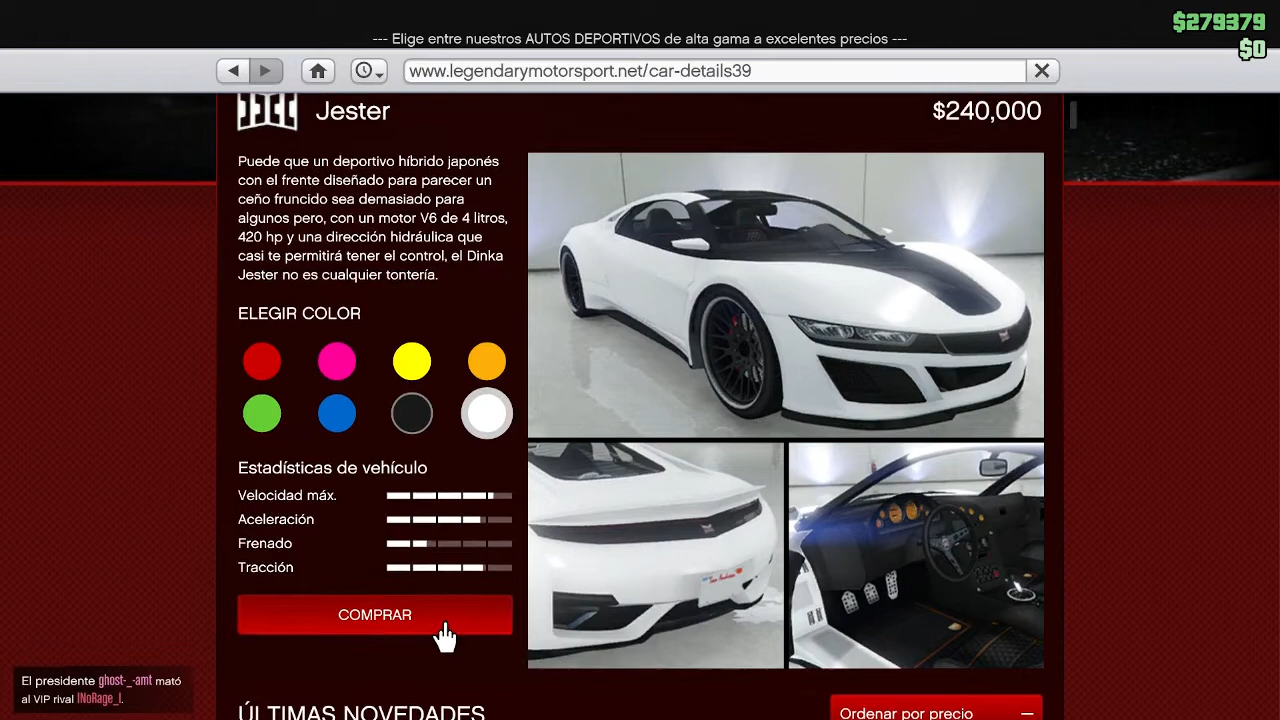 $279379
--- Elige entre nuestros AUTOS DEPORTIVOS de alta gama a excelentes precios ---
$0
www.legendarymotorsport.net/car-details39
Jester
$240,000
Puede que un deportivo híbrido japonés
con el frente diseñado para parecer un
ceño fruncido sea demasiado para
algunos pero, con un motor V6 de 4 litros,
420 hp y una dirección hidráulica que
casi te permitirá tener el control, el Dinka
Jester no es cualquier tontería.
ELEGIR COLOR
Estadísticas de vehículo
Velocidad máx.
Aceleración
Frenado
Tracción
COMPRAR
El presidente ghost-_-amt mató
al VIP rival INoRage_I.
ÚLTIMAS NOVEDADES
Ordenar por precio